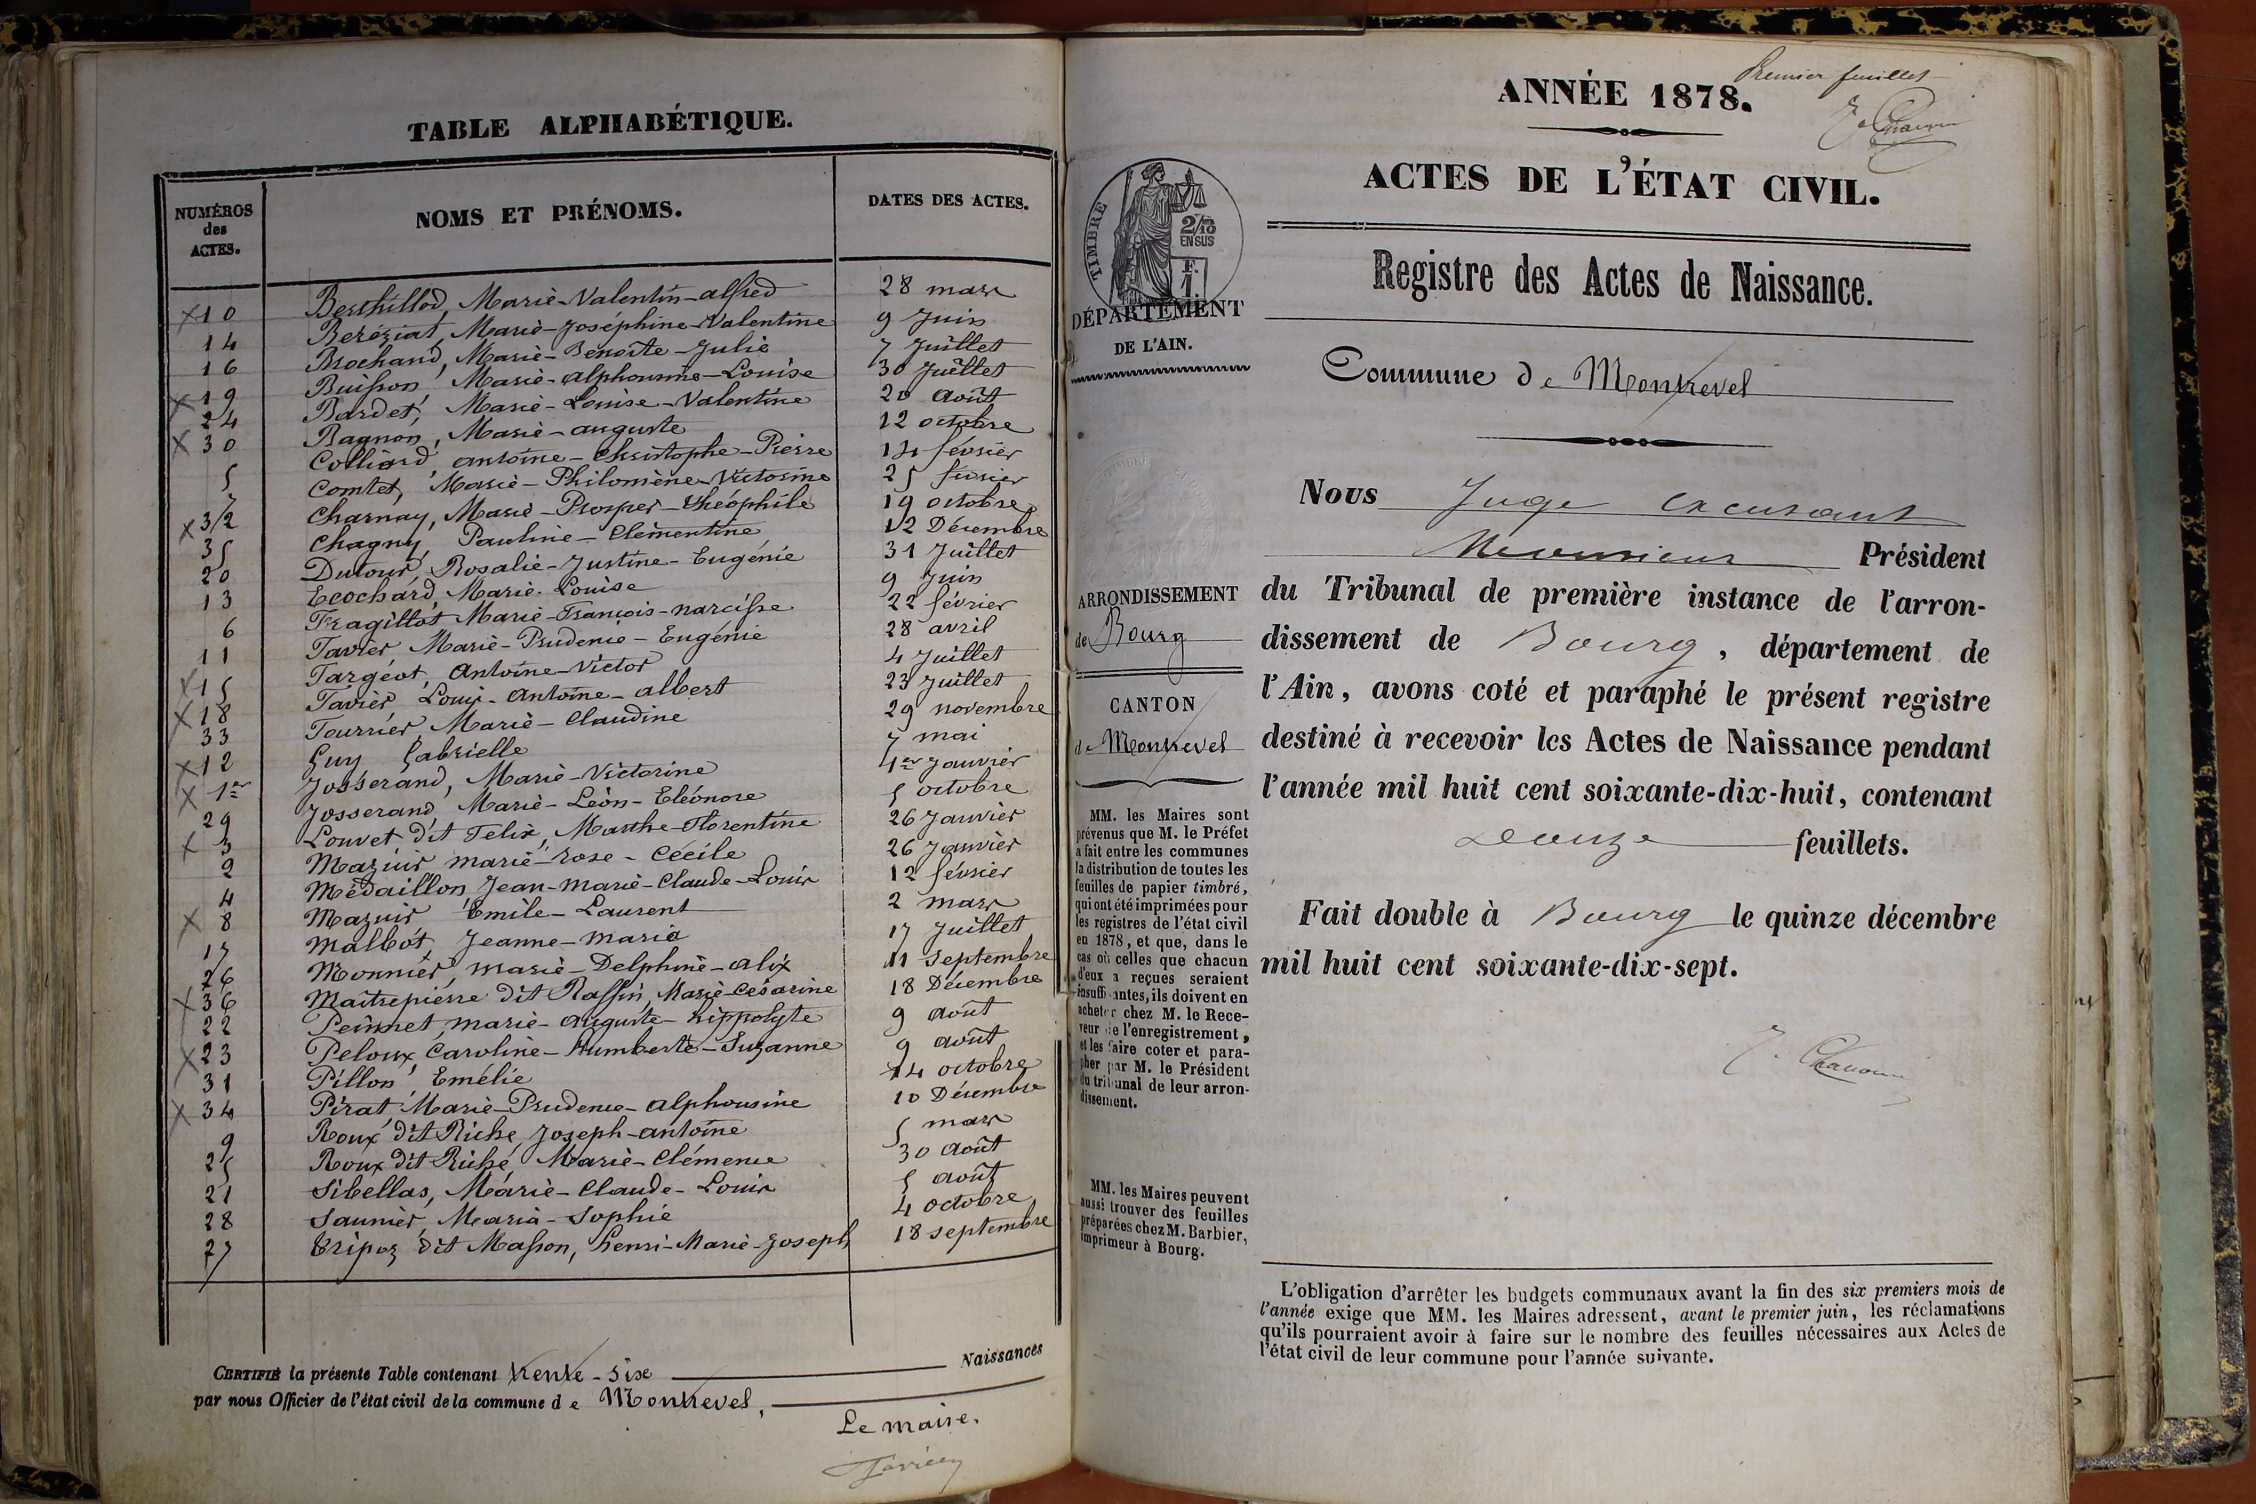 TABLE ALPHABÉTIQUE.
NUMÉROS des ACTES. NOMS ET PRÉNOMS. DATES DES ACTES.
10 Berthillod, Marie-Valentin-alfred 28 mars
14 Beréziat, Marie-Joséphine-Valentine 9 Juin
16 Brochand, Marie-Benoîte-Julie 7 Juillet
19 Buisson Marie-alphonsine-Louise 30 Juillet
24 Bardet, Marie-Louise-Valentine 20 août
30 Bagnon, Marie-auguste 12 octobre
5 Colliard, antoine-Christophe-Pierre 14 février
7 Comtet, Marie-Philomène-Victorine 25 février
32 Charnay, Marie-Prosper-théophile 19 octobre
35 Chagny, Pauline-Clémentine 12 Décembre
20 Dutour, Rosalie-Justine-Eugénie 31 Juillet
13 Ecochard, Marie-Louise 9 Juin
6 Fragillot Marie-François-narcisse 22 février
11 Favier Marie-Prudence-Eugénie 28 avril
15 Fargéot, Antoine-Victor 4 Juillet
18 Favier Louis-Antoine-albert 23 Juillet
33 Fournier, Marie-Claudine 29 novembre
12 Guy Gabrielle 7 mai
1er Josserand, Marie-Victorine 1er Janvier
29 Josserand, Marie-Léon-Eléonore 5 octobre
3 Louvet dit Felix, Marthe-Florentine 26 Janvier
2 Mazuir marie-rose-Cécile 26 Janvier
4 Médaillon, Jean-marie-Claude-Louis 12 février
8 Mazuir Emile-Laurent 2 mars
17 Malbot, Jeanne-marie 17 Juillet
26 Monnier, marie-Delphine-alix 11 septembre
36 Maitrepierre dit Raffin, Marie-Césarine 18 Décembre
22 Peinnet, marie-Auguste-hippolyte 9 août
23 Peloux, Caroline-Humberte-Suzanne 9 août
31 Pillon, Emélie 14 octobre
34 Pirat Marie-Prudence-alphonsine 10 Décembre
9 Roux dit Riche, Joseph-antoine 5 mars
25 Roux dit Riche, Marie-Clémence 30 août
21 Sibellas, Marie-Claude-Louis 5 août
28 Saunier, Maria-Sophie 4 octobre
27 Tripoz dit Masson, henri-Marie-Joseph 18 septembre
CERTIFIÉ la présente Table contenant trente-six Naissances
par nous Officier de l'état civil de la commune de Montrevel,
Le maire.
Premier feuillet
ANNÉE 1878.
ACTES DE L'ÉTAT CIVIL.
Registre des Actes de Naissance.
TIMBRE
2/10
EN SUS
F.
1.
DÉPARTEMENT
DE L'AIN.
Commune de Montrevel
Nous Juge
Président
du Tribunal de première instance de l'arron-
dissement de Bourg, département de
l'Ain, avons coté et paraphé le présent registre
destiné à recevoir les Actes de Naissance pendant
l'année mil huit cent soixante-dix-huit, contenant
Douze feuillets.
Fait double à Bourg le quinze décembre
mil huit cent soixante-dix-sept.
ARRONDISSEMENT
de Bourg
CANTON
de Montrevel
MM. les Maires sont
prévenus que M. le Préfet
a fait entre les communes
la distribution de toutes les
feuilles de papier timbré,
qui ont été imprimées pour
les registres de l'état civil
en 1878, et que, dans le
cas où celles que chacun
d'eux a reçues seraient
insuffisantes, ils doivent en
acheter chez M. le Rece-
veur de l'enregistrement,
et les faire coter et para-
pher par M. le Président
du tribunal de leur arron-
dissement.
MM. les Maires peuvent
aussi trouver des feuilles
préparées chez M. Barbier,
imprimeur à Bourg.
L'obligation d'arrêter les budgets communaux avant la fin des six premiers mois de
l'année exige que MM. les Maires adressent, avant le premier juin, les réclamations
qu'ils pourraient avoir à faire sur le nombre des feuilles nécessaires aux Actes de
l'état civil de leur commune pour l'année suivante.